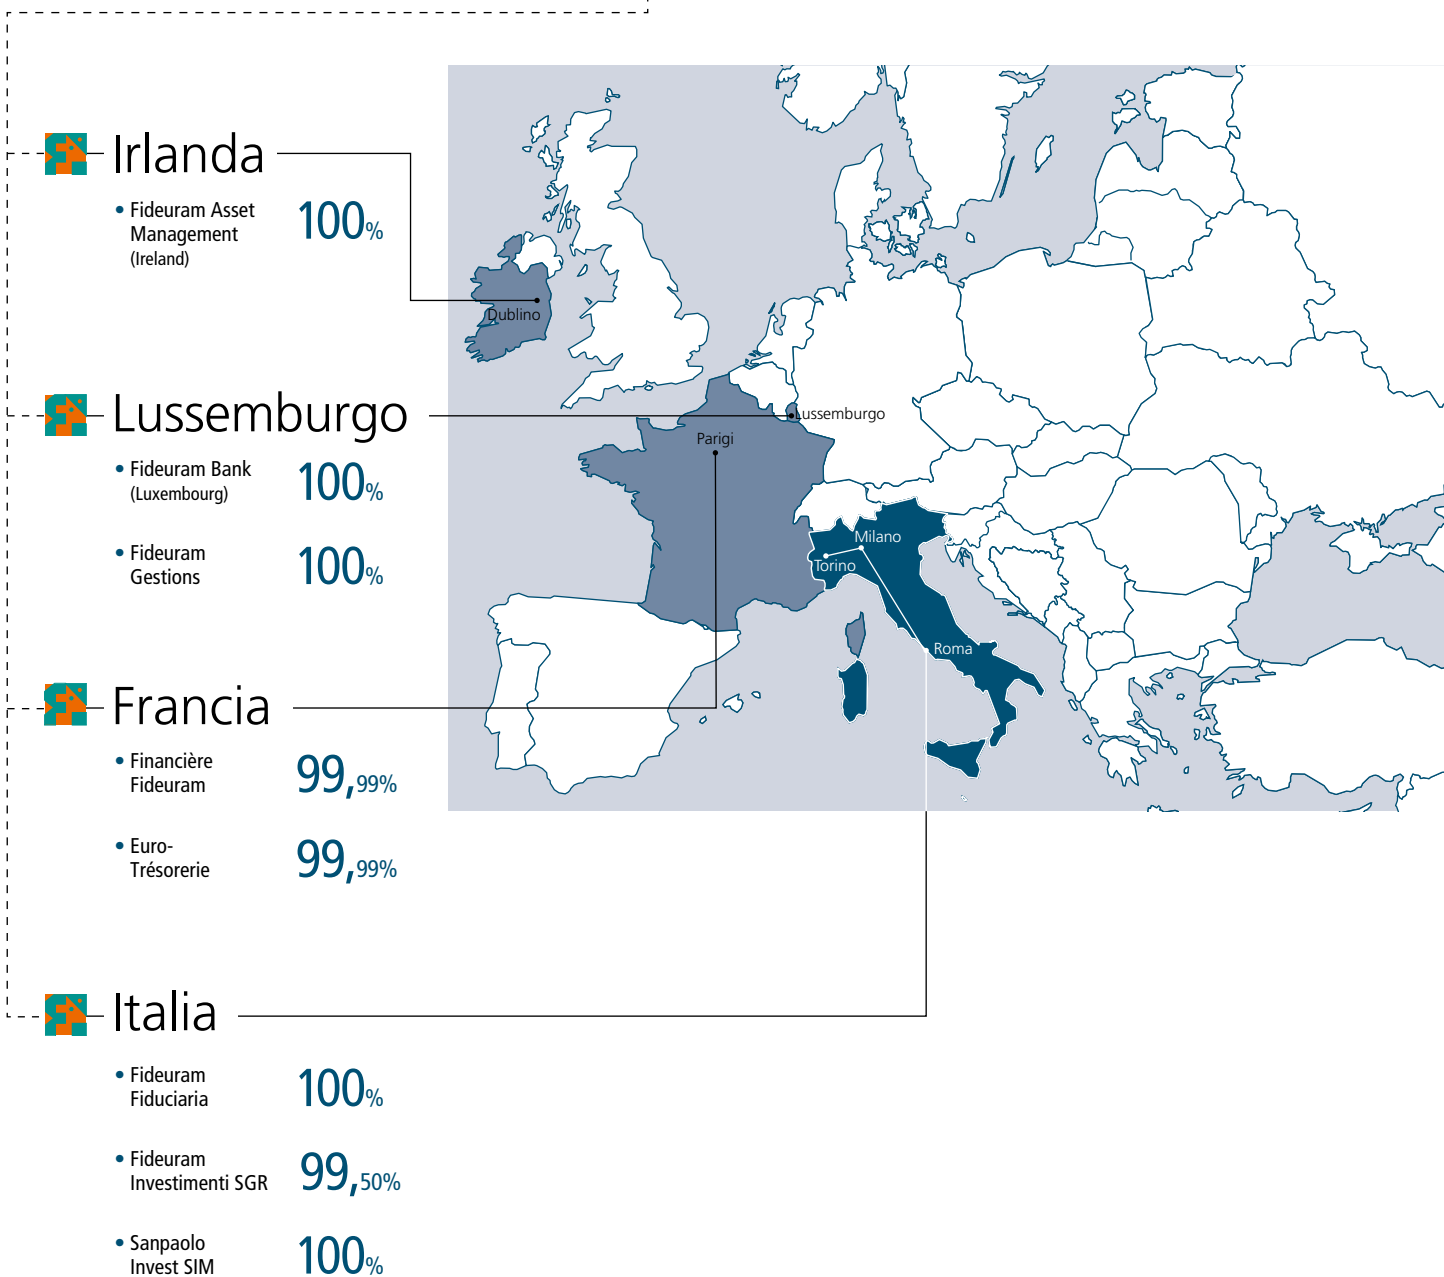 Irlanda
• Fideuram Asset
Management
(Ireland)
100%
Lussemburgo
• Fideuram Bank
(Luxembourg)
100%
• Fideuram
Gestions
100%
Francia
• Financière
Fideuram
99,99%
• Euro-
Trésorerie
99,99%
Italia
• Fideuram
Fiduciaria
100%
• Fideuram
Investimenti SGR
99,50%
• Sanpaolo
Invest SIM
100%
Dublino
Lussemburgo
Parigi
Milano
Torino
Roma